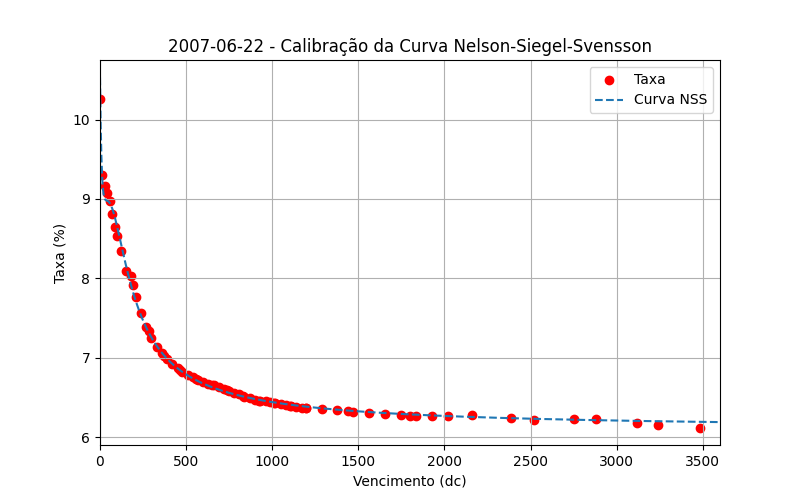 2007-06-22 - Calibração da Curva Nelson-Siegel-Svensson
Taxa
Curva NSS
Taxa (%)
10
9
8
7
6
0
500
1000
1500
2000
2500
3000
3500
Vencimento (dc)